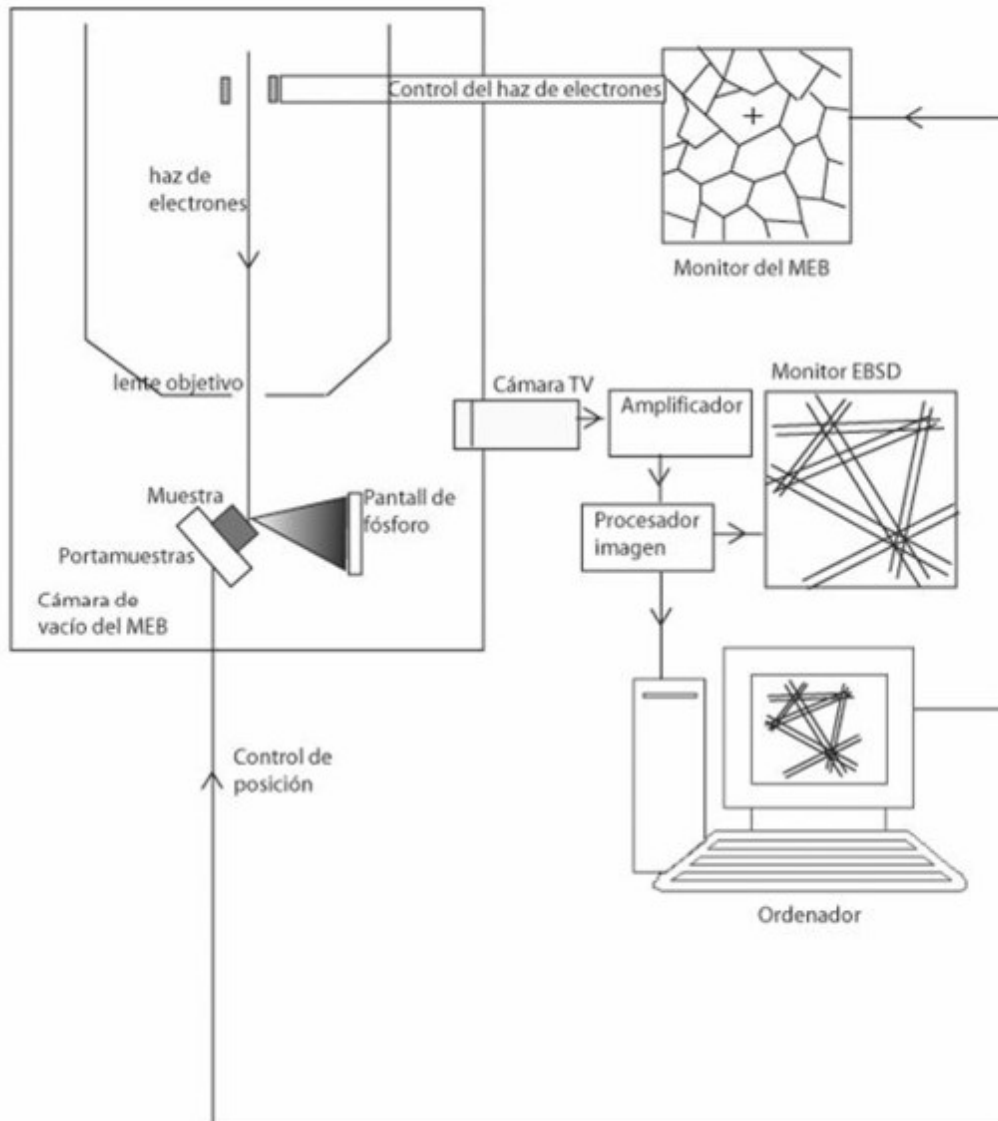 Control del haz de electrones
haz de
electrones
Monitor del MEB
lente objetivo
Cámara TV
Amplificador
Monitor EBSD
Muestra
Pantall de
fósforo
Portamuestras
Procesador
imagen
Cámara de
vacío del MEB
Control de
posición
Ordenador